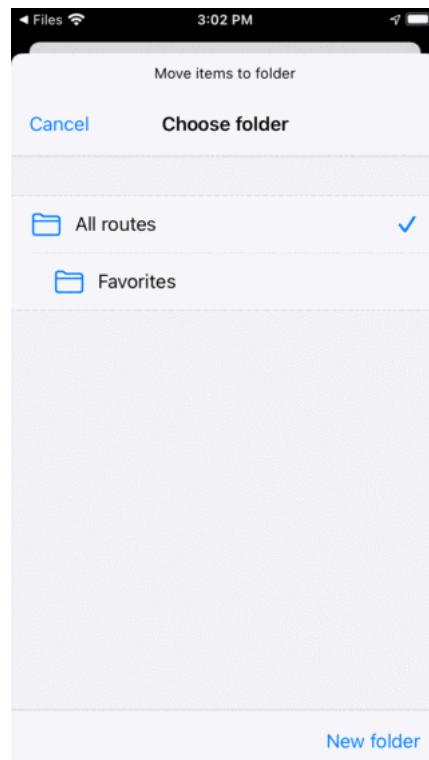 Files 3:02 PM
Move items to folder
Cancel Choose folder
All routes
Favorites
New folder